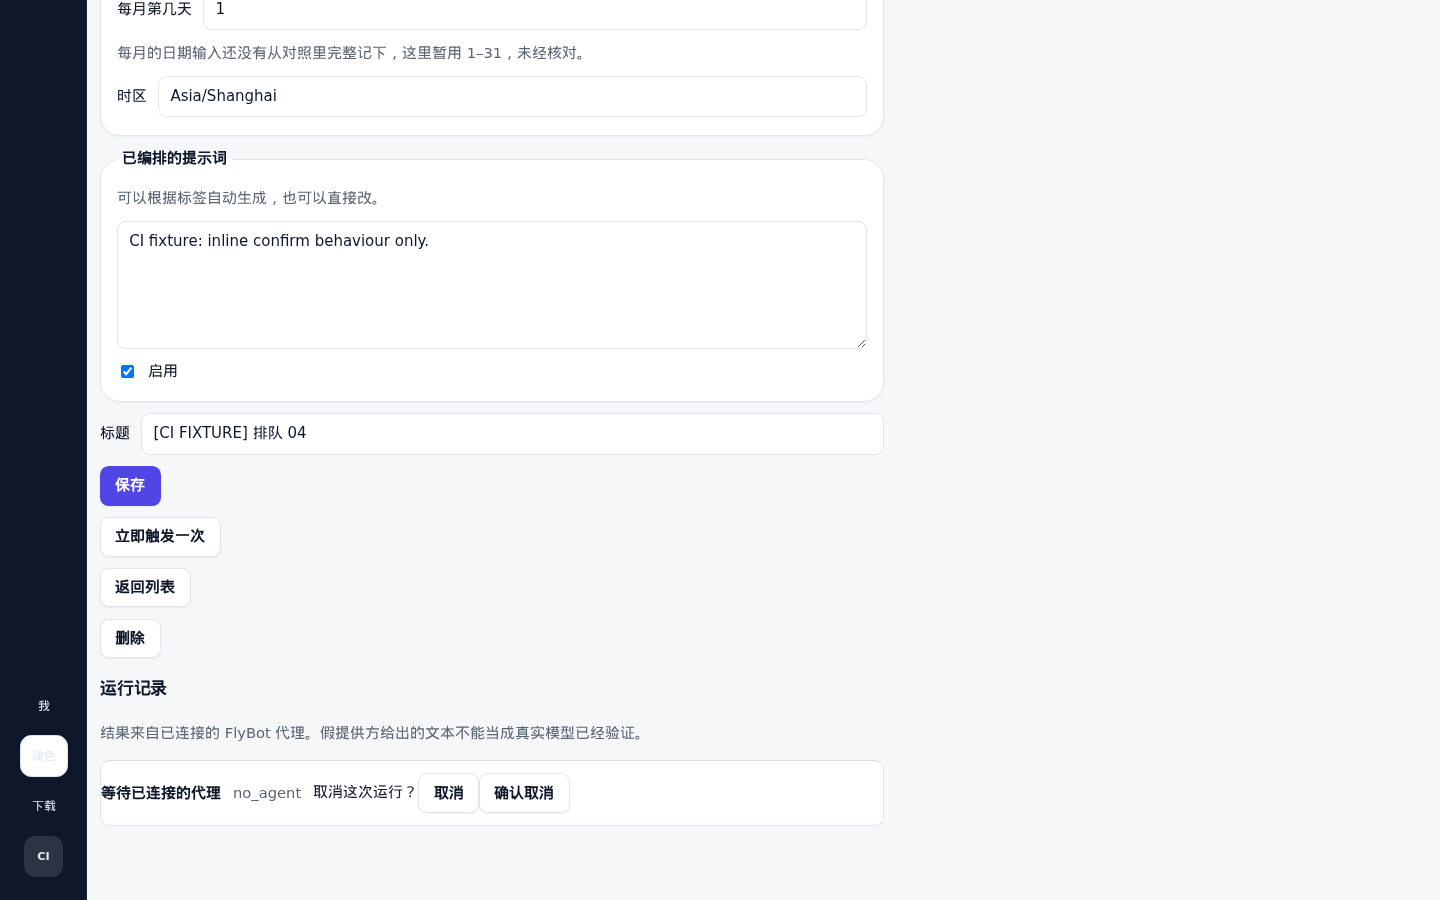 每月第几天 1
每月的日期输入还没有从对照里完整记下，这里暂用 1–31，未经核对。
时区 Asia/Shanghai
已编排的提示词
可以根据标签自动生成，也可以直接改。
CI fixture: inline confirm behaviour only.
启用
标题 [CI FIXTURE] 排队 04
保存
立即触发一次
返回列表
删除
运行记录
结果来自已连接的 FlyBot 代理。假提供方给出的文本不能当成真实模型已经验证。
等待已连接的代理 no_agent 取消这次运行？ 取消 确认取消
我
浅色
下载
CI